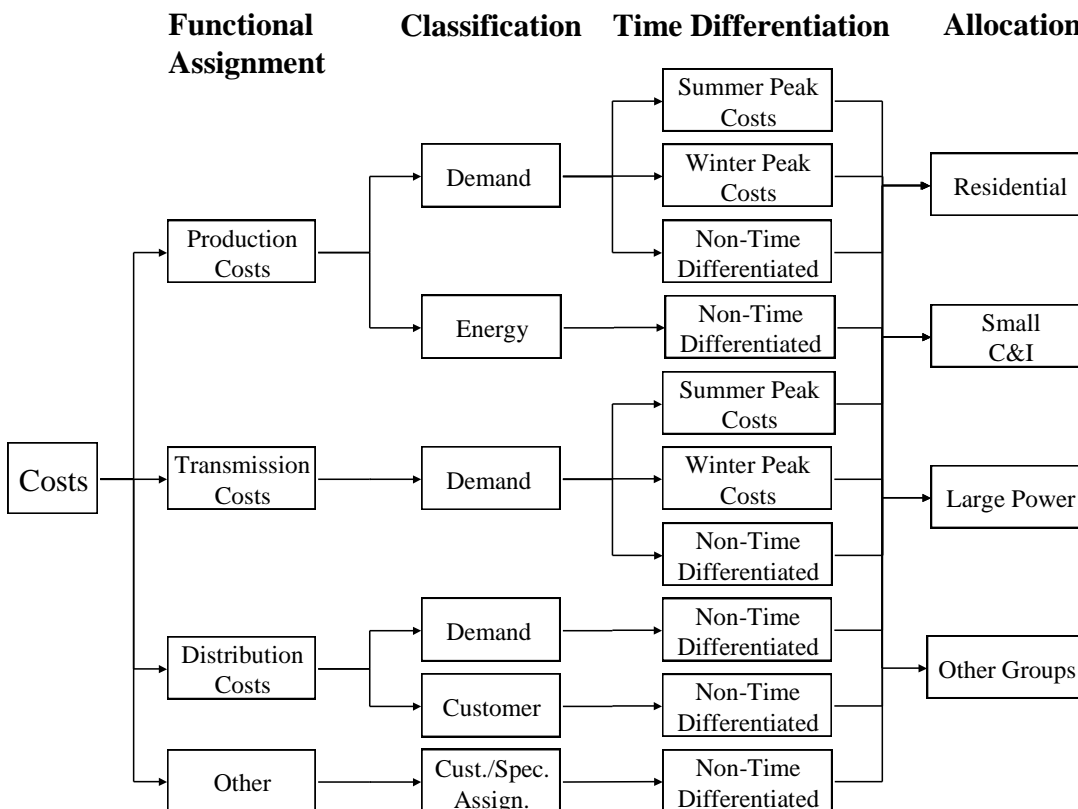 Functional
Assignment
Classification
Time Differentiation
Allocation
Summer Peak
Costs
Demand
Winter Peak
Costs
Residential
Production
Costs
Non-Time
Differentiated
Energy
Non-Time
Differentiated
Small
C&I
Summer Peak
Costs
Costs
Transmission
Costs
Demand
Winter Peak
Costs
Large Power
Non-Time
Differentiated
Distribution
Costs
Demand
Non-Time
Differentiated
Other Groups
Customer
Non-Time
Differentiated
Other
Cust./Spec.
Assign.
Non-Time
Differentiated